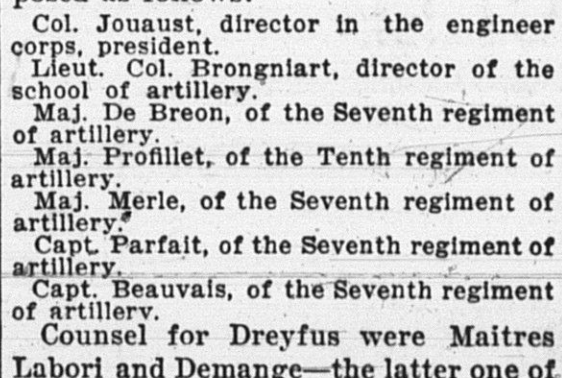 posed as follows:
Col. Jouaust, director in the engineer
corps, president.
Lieut. Col. Brongniart, director of the
school of artillery.
Maj. De Breon, of the Seventh regiment
of artillery.
Maj. Profillet, of the Tenth regiment of
artillery.
Maj. Merle, of the Seventh regiment of
artillery.
Capt. Parfait, of the Seventh regiment of
artillery.
Capt. Beauvais, of the Seventh regiment
of artillery.
Counsel for Dreyfus were Maitres
Labori and Demange—the latter one of